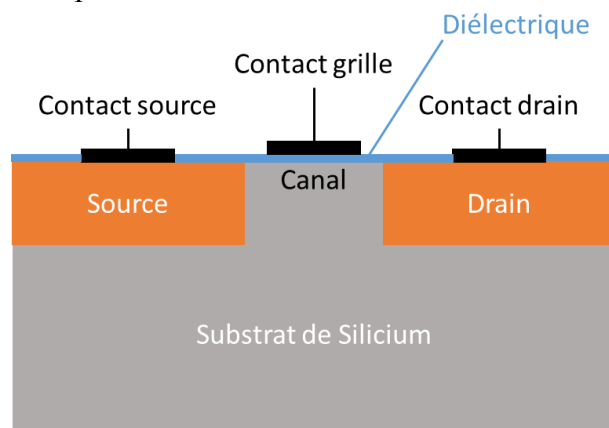 Diélectrique
Contact grille
Contact source
Contact drain
Canal
Source
Drain
Substrat de Silicium